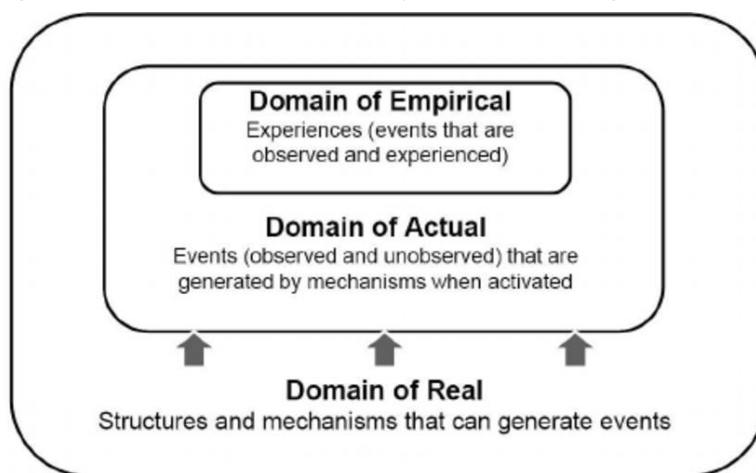 Domain of Empirical
Experiences (events that are
observed and experienced)
Domain of Actual
Events (observed and unobserved) that are
generated by mechanisms when activated
Domain of Real
Structures and mechanisms that can generate events